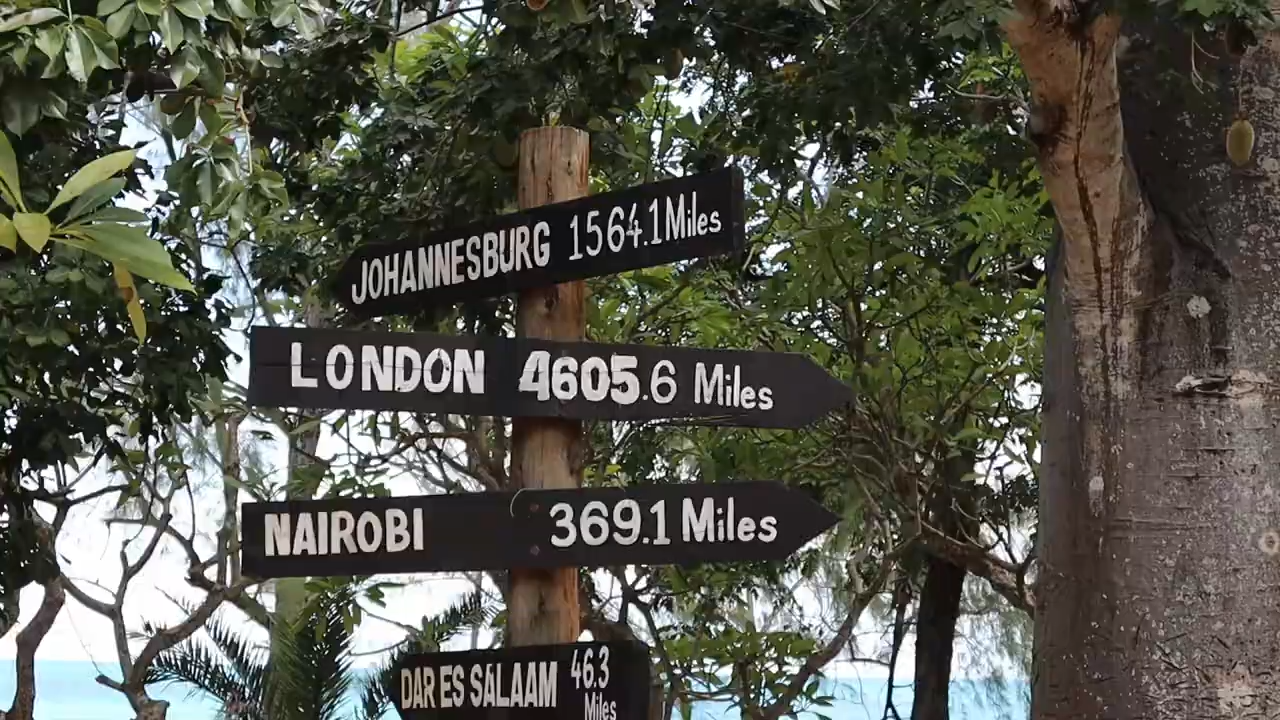 JOHANNESBURG 1564.1 Miles
LONDON 4605.6 Miles
NAIROBI 369.1 Miles
DAR ES SALAAM 46.3
Miles